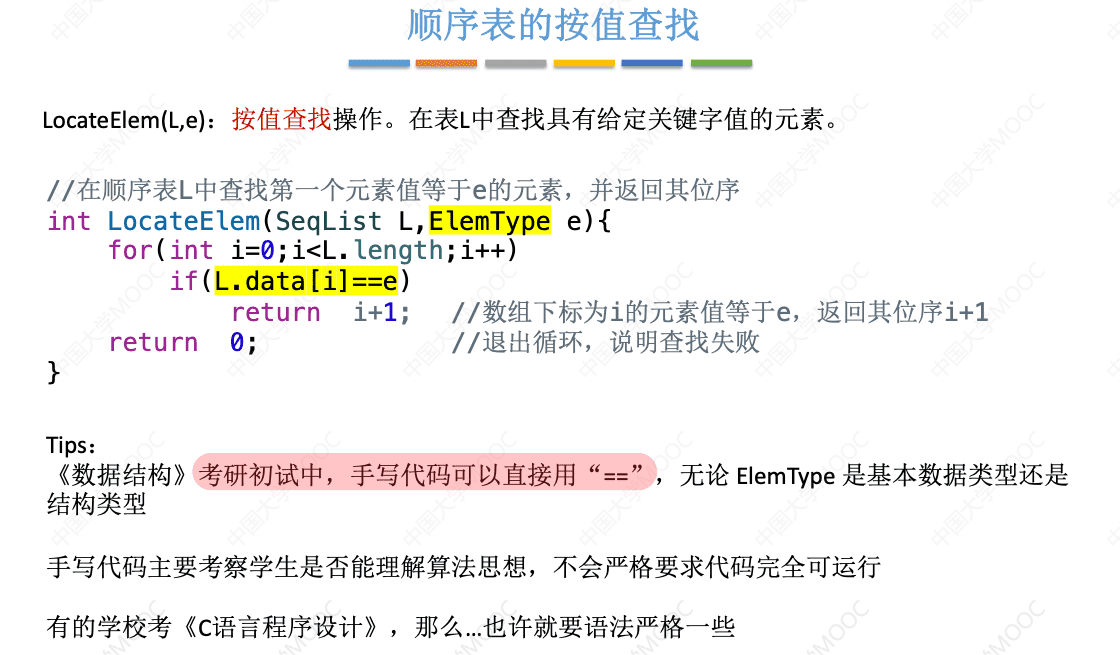 顺序表的按值查找
LocateElem(L,e)：按值查找操作。在表L中查找具有给定关键字值的元素。
//在顺序表L中查找第一个元素值等于e的元素，并返回其位序
int LocateElem(SeqList L,ElemType e){
for(int i=0;i<L.length;i++)
if(L.data[i]==e)
return i+1; //数组下标为i的元素值等于e，返回其位序i+1
return 0; //退出循环，说明查找失败
}
Tips：
《数据结构》考研初试中，手写代码可以直接用“==”，无论 ElemType 是基本数据类型还是
结构类型
手写代码主要考察学生是否能理解算法思想，不会严格要求代码完全可运行
有的学校考《C语言程序设计》，那么…也许就要语法严格一些
中国大学MOOC